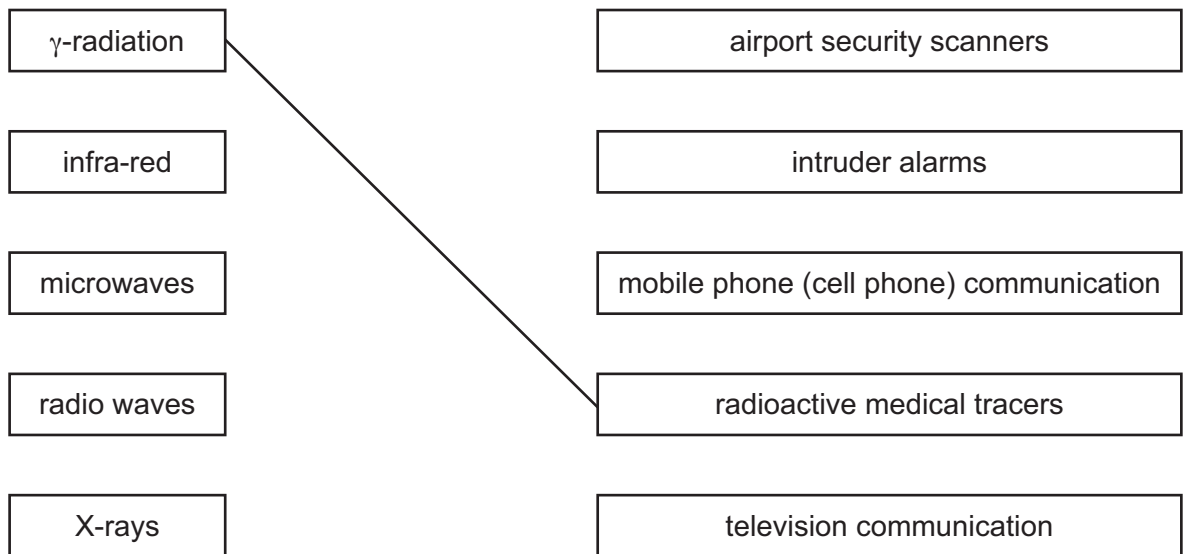 γ-radiation
airport security scanners
infra-red
intruder alarms
microwaves
mobile phone (cell phone) communication
radio waves
radioactive medical tracers
X-rays
television communication